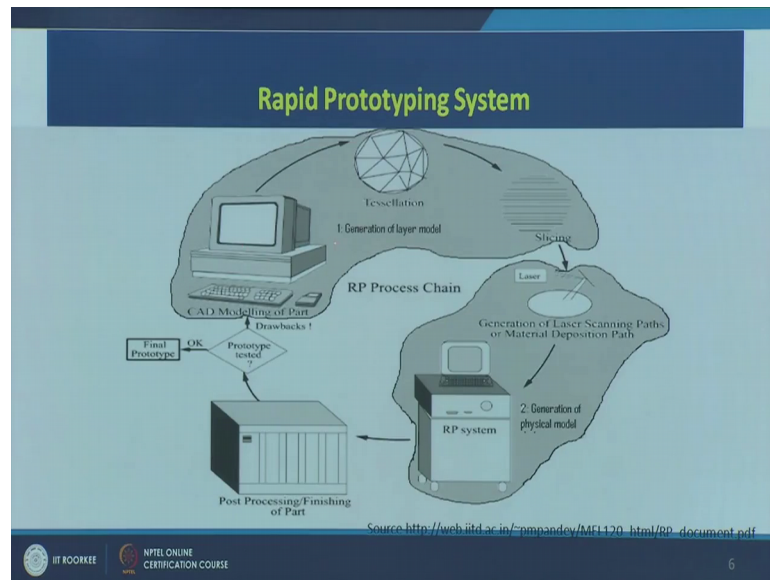 Rapid Prototyping System
Tessellation
1: Generation of layer model
Slicing
Laser
RP Process Chain
CAD Modelling of Part
Generation of Laser Scanning Paths
or Material Deposition Path
Drawbacks !
Final
Prototype
OK
Prototype
tested
?
2: Generation of
physical model
RP system
Post Processing/Finishing
of Part
Source-http://web.iitd.ac.in/~pmpandey/MEL120_html/RP_document.pdf
IIT ROORKEE
NPTEL ONLINE
CERTIFICATION COURSE
6